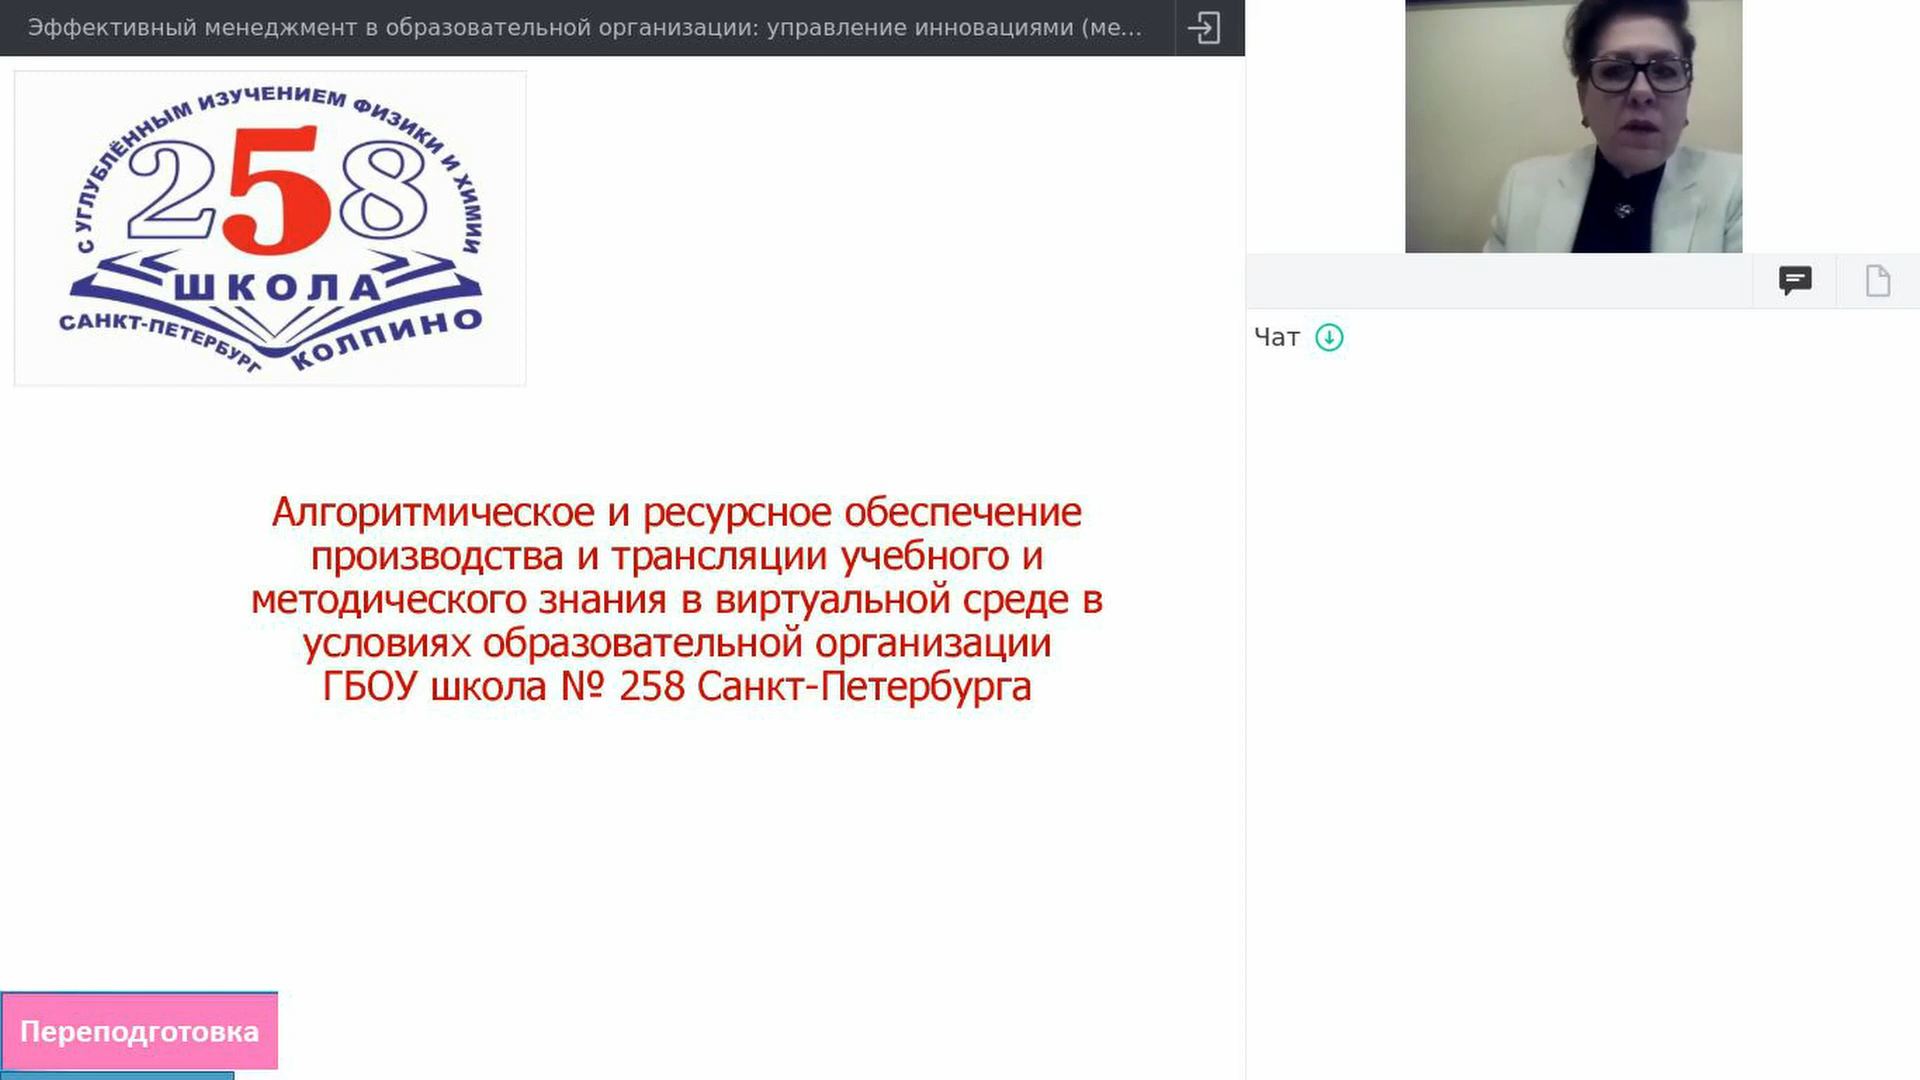 Эффективный менеджмент в образовательной организации: управление инновациями (ме...
С УГЛУБЛЁННЫМ ИЗУЧЕНИЕМ ФИЗИКИ И ХИМИИ
258
ШКОЛА
САНКТ-ПЕТЕРБУРГ КОЛПИНО
Чат
Алгоритмическое и ресурсное обеспечение
производства и трансляции учебного и
методического знания в виртуальной среде в
условиях образовательной организации
ГБОУ школа № 258 Санкт-Петербурга
Переподготовка